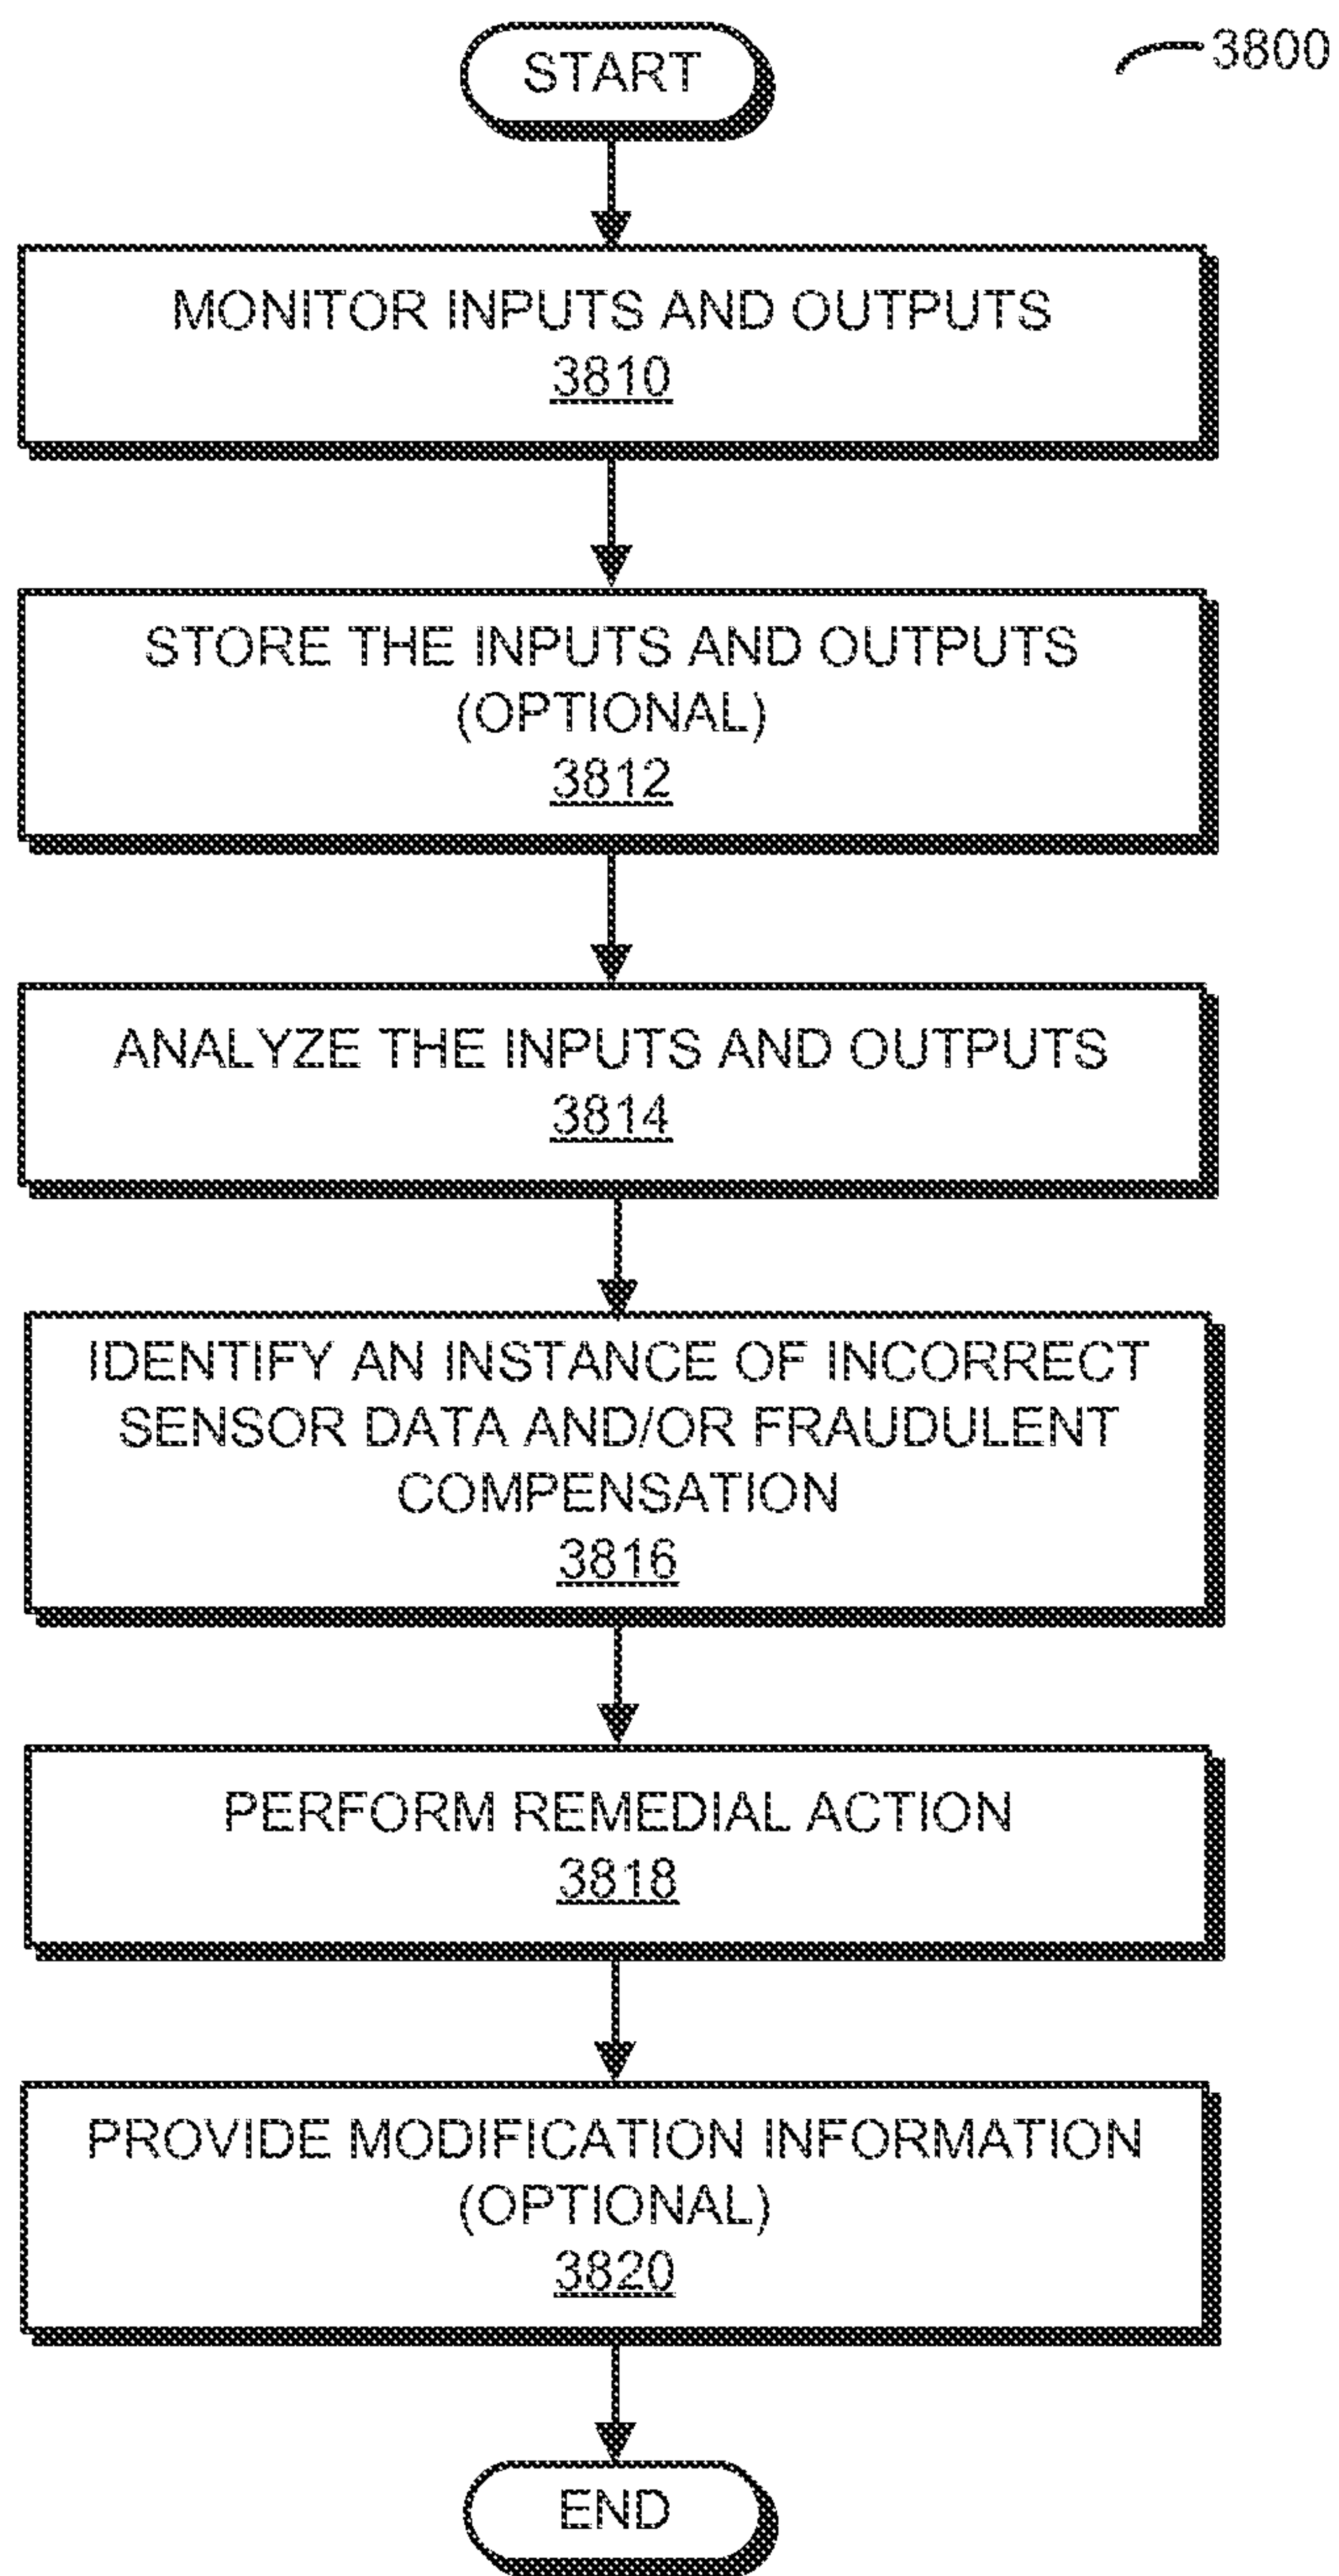 START
3800
MONITOR INPUTS AND OUTPUTS
3810
STORE THE INPUTS AND OUTPUTS
(OPTIONAL)
3812
ANALYZE THE INPUTS AND OUTPUTS
3814
IDENTIFY AN INSTANCE OF INCORRECT
SENSOR DATA AND/OR FRAUDULENT
COMPENSATION
3816
PERFORM REMEDIAL ACTION
3818
PROVIDE MODIFICATION INFORMATION
(OPTIONAL)
3820
END